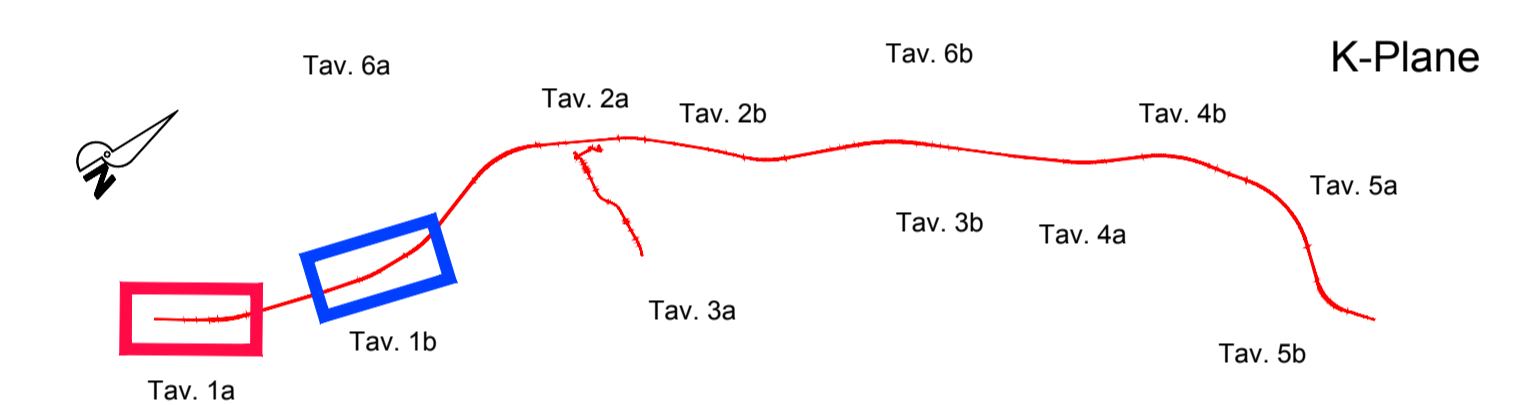 K-Plane
Tav. 6a
Tav. 6b
Tav. 2a
Tav. 2b
Tav. 4b
N
Tav. 5a
Tav. 3b
Tav. 4a
Tav. 3a
Tav. 1b
Tav. 5b
Tav. 1a